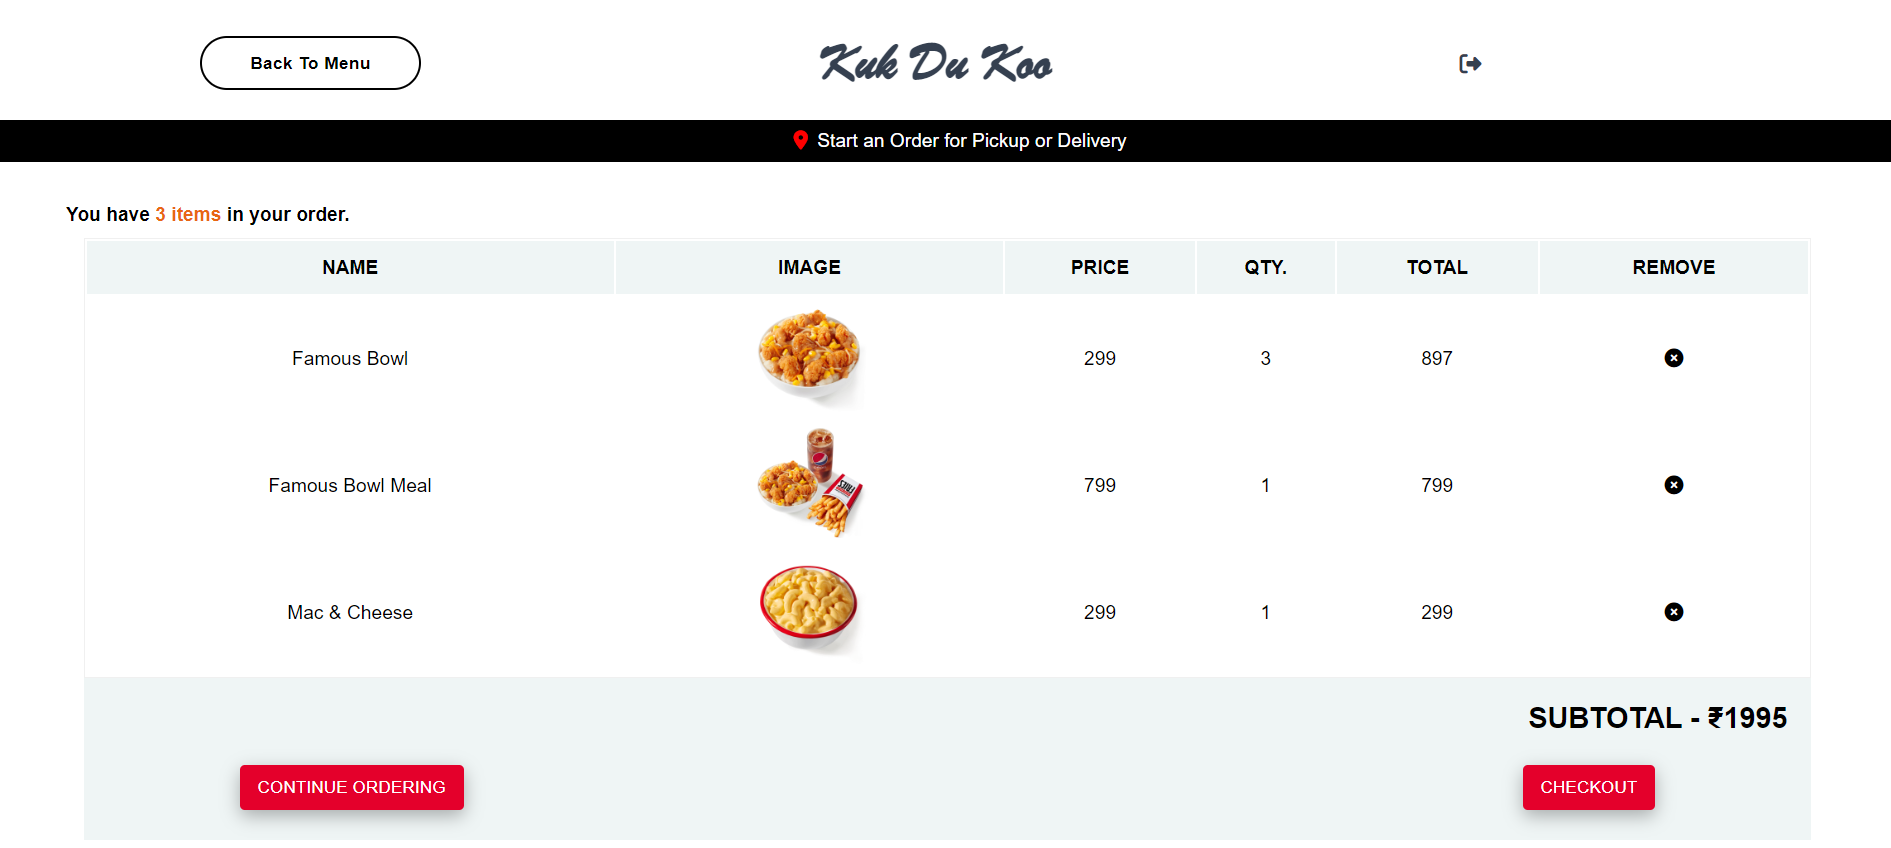 Back To Menu
Kuk Du Koo
Start an Order for Pickup or Delivery
You have 3 items in your order.
NAME IMAGE PRICE QTY. TOTAL REMOVE
Famous Bowl 299 3 897
Famous Bowl Meal 799 1 799
Mac & Cheese 299 1 299
SUBTOTAL - ₹1995
CONTINUE ORDERING CHECKOUT